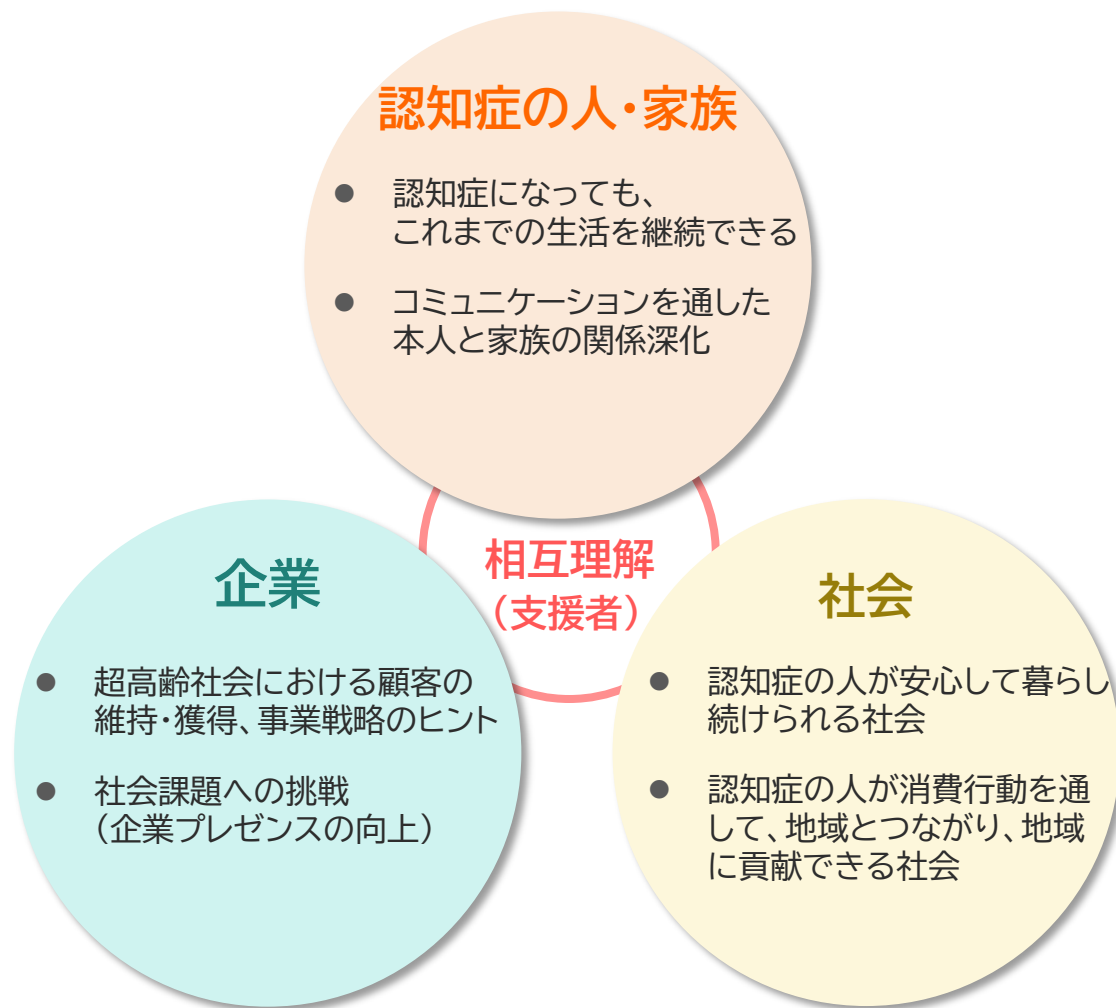 認知症の人・家族
● 認知症になっても、
これまでの生活を継続できる
● コミュニケーションを通した
本人と家族の関係深化
相互理解
（支援者）
企業
● 超高齢社会における顧客の
維持・獲得、事業戦略のヒント
● 社会課題への挑戦
（企業プレゼンスの向上）
社会
● 認知症の人が安心して暮らし
続けられる社会
● 認知症の人が消費行動を通
して、地域とつながり、地域
に貢献できる社会